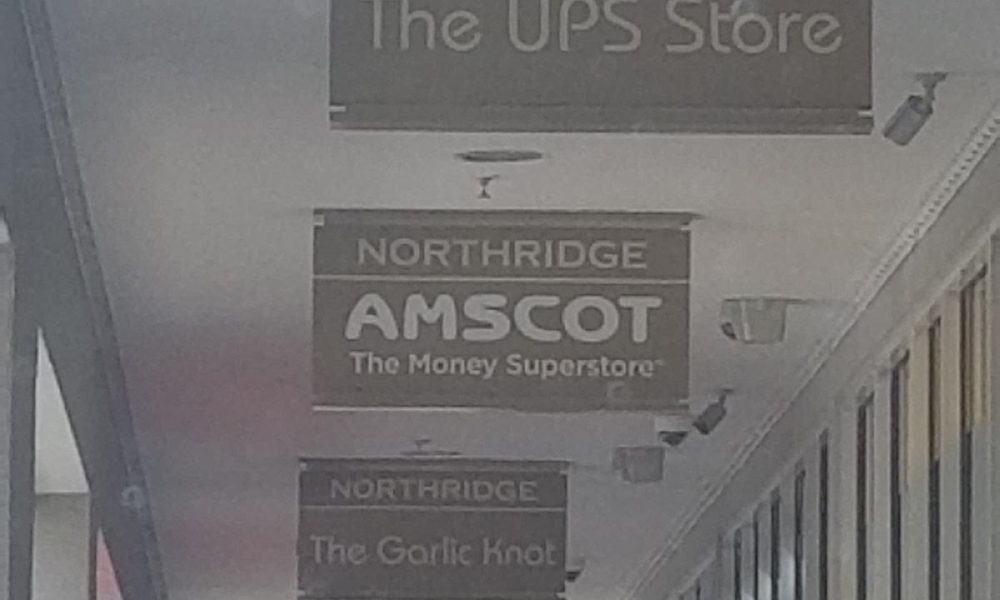 The UPS Store
NORTHRIDGE
AMSCOT
The Money Superstore
NORTHRIDGE
The Garlic Knot